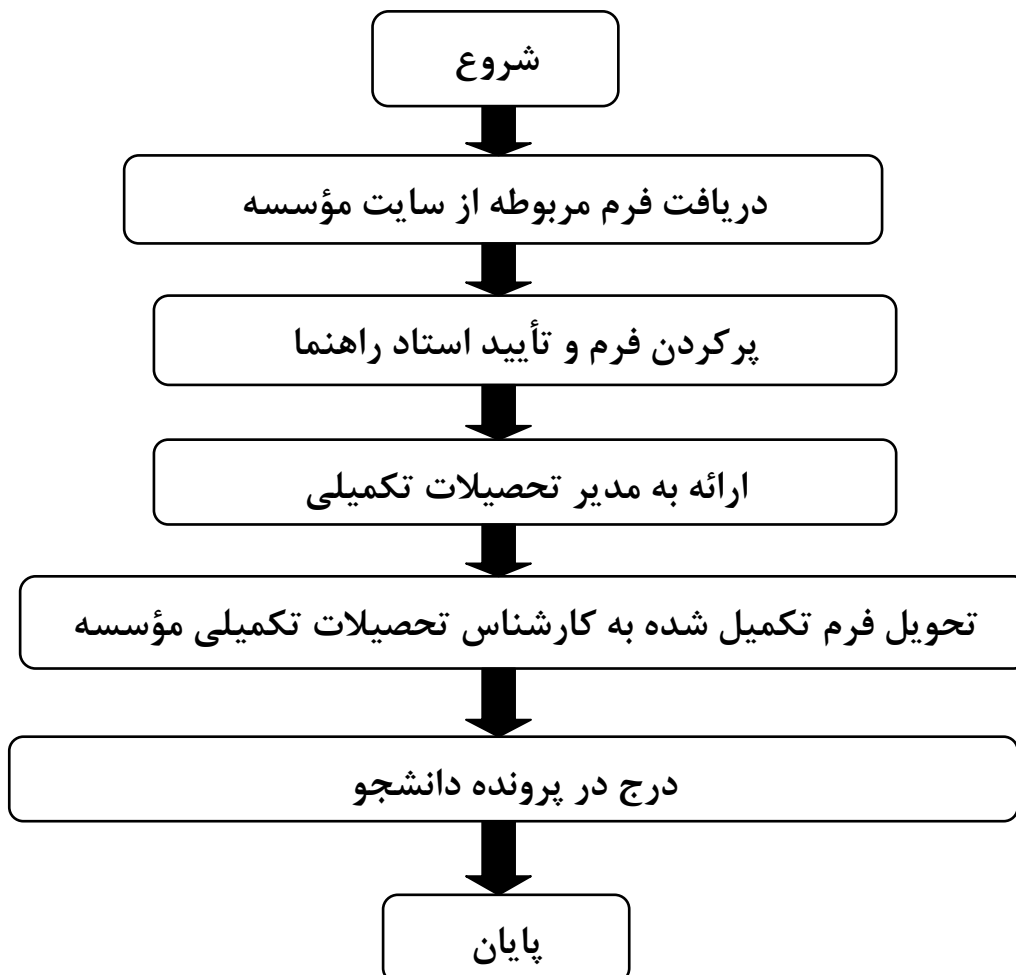 شروع
دریافت فرم مربوطه از سایت مؤسسه
پرکردن فرم و تأیید استاد راهنما
ارائه به مدیر تحصیلات تکمیلی
تحویل فرم تکمیل شده به کارشناس تحصیلات تکمیلی مؤسسه
درج در پرونده دانشجو
پایان